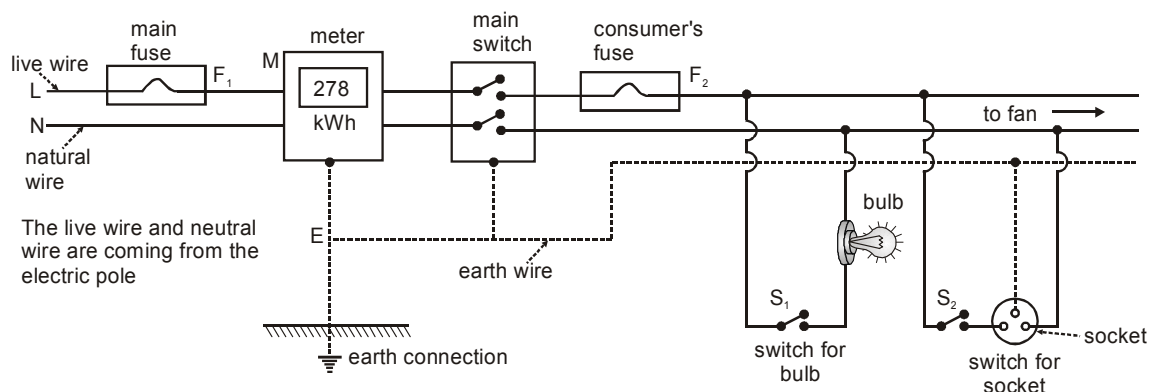 main
fuse
meter
main
switch
consumer's
fuse
live wire
L
F1
M
278
kWh
F2
N
to fan
natural
wire
The live wire and neutral
wire are coming from the
electric pole
E
earth wire
bulb
S1
S2
earth connection
switch for
bulb
socket
switch for
socket